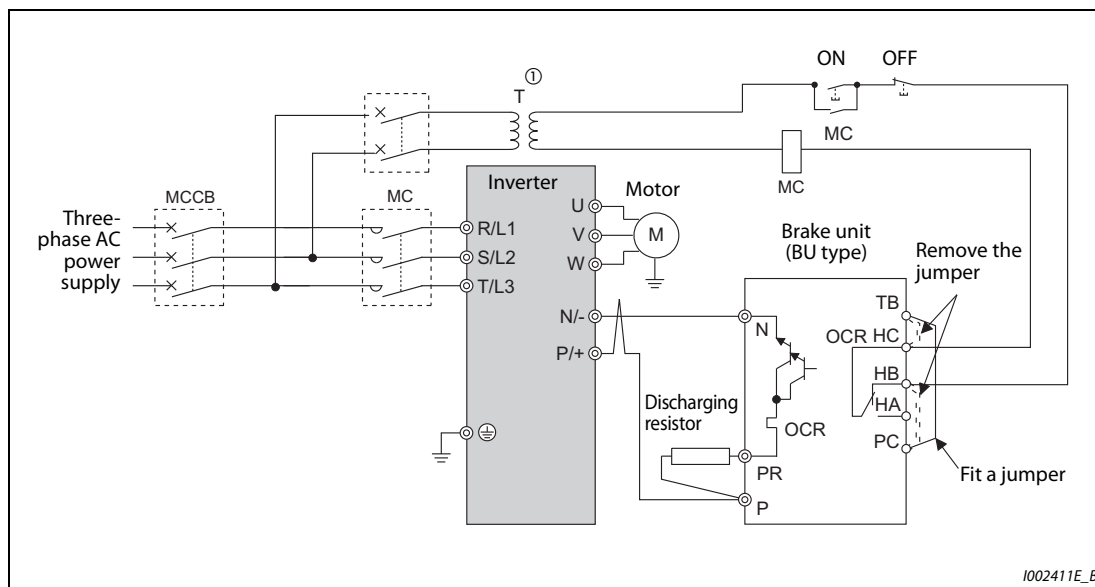 ON
OFF
①
T
MC
MC
MCCB
MC
Inverter
Motor
Three-
phase AC
power
supply
R/L1
S/L2
T/L3
U
V
W
M
N/-
P/+
Brake unit
(BU type)
Remove the
jumper
TB
OCR
HC
HB
HA
PC
N
OCR
PR
P
Discharging
resistor
Fit a jumper
I002411E_B